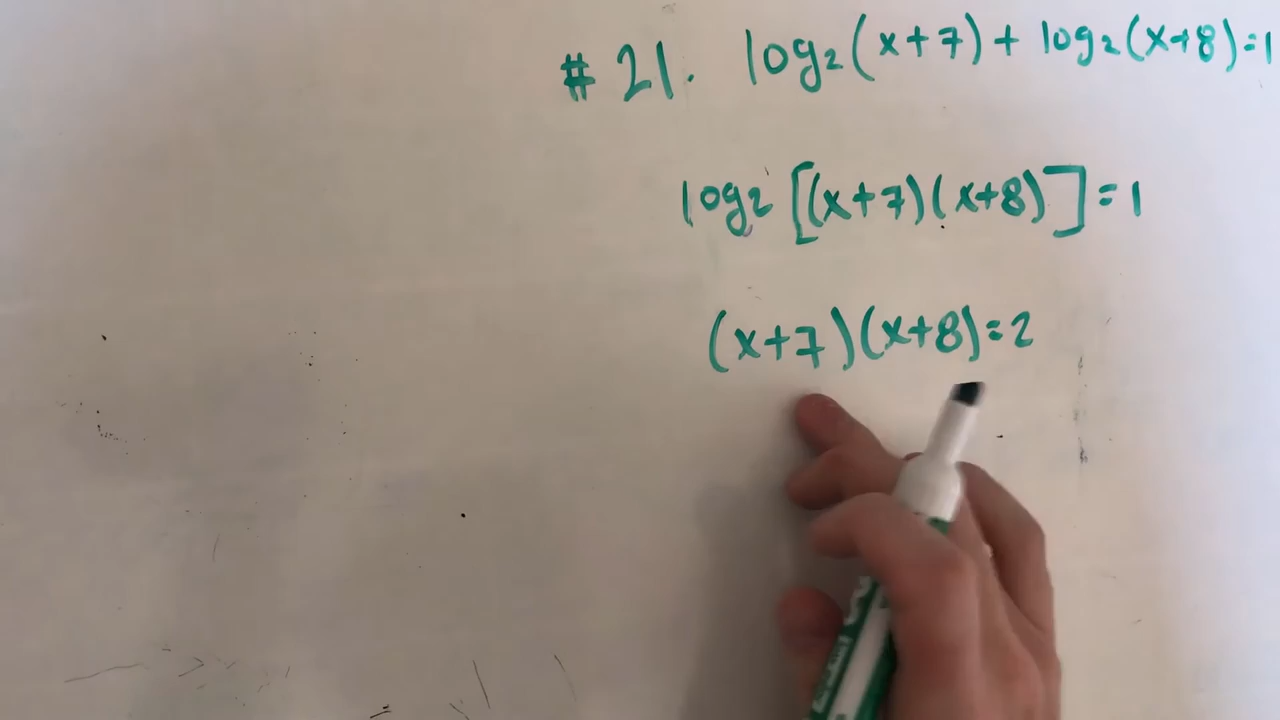 # 21. log₂(x+7) + log₂(x+8)=1
log₂[(x+7)(x+8)]=1
(x+7)(x+8)=2